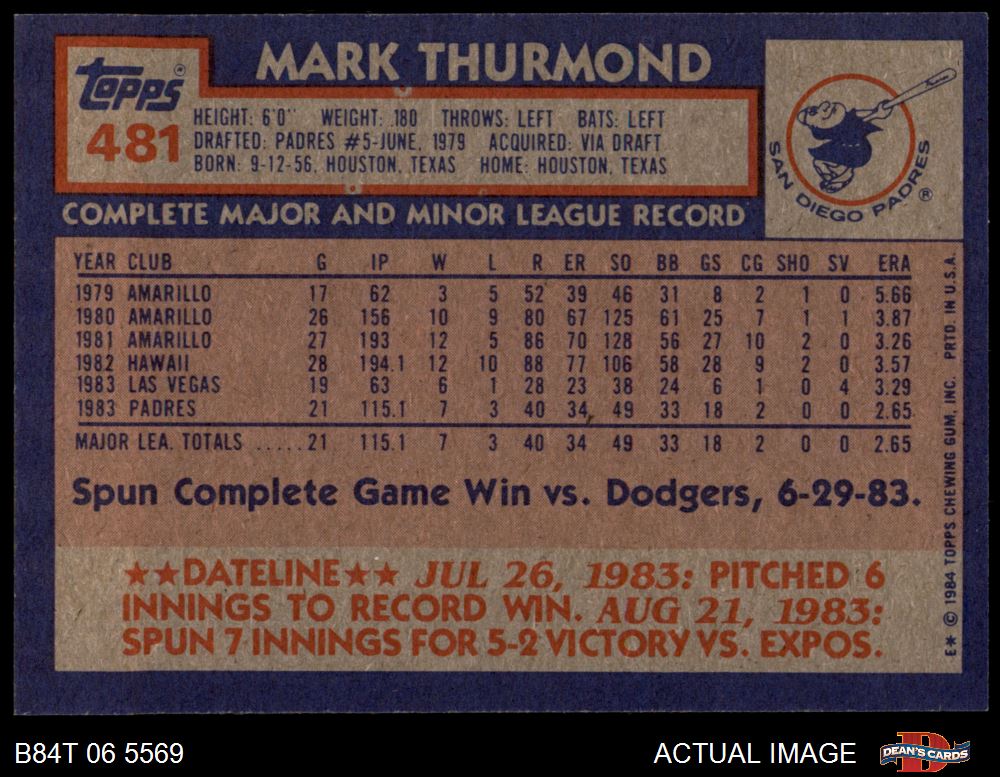 MARK THURMOND
TOPPS®
481
HEIGHT: 6'0" WEIGHT: 180 THROWS: LEFT BATS: LEFT
DRAFTED: PADRES #5-JUNE, 1979 ACQUIRED: VIA DRAFT
BORN: 9-12-56, HOUSTON, TEXAS HOME: HOUSTON, TEXAS
SAN DIEGO PADRES ®
COMPLETE MAJOR AND MINOR LEAGUE RECORD
YEAR CLUB G IP W L R ER SO BB GS CG SHO SV ERA
1979 AMARILLO 17 62 3 5 52 39 46 31 8 2 1 0 5.66
1980 AMARILLO 26 156 10 9 80 67 125 61 25 7 1 1 3.87
1981 AMARILLO 27 193 12 5 86 70 128 56 27 10 2 0 3.26
1982 HAWAII 28 194.1 12 10 88 77 106 58 28 9 2 0 3.57
1983 LAS VEGAS 19 63 6 1 28 23 38 24 6 1 0 4 3.29
1983 PADRES 21 115.1 7 3 40 34 49 33 18 2 0 0 2.65
MAJOR LEA. TOTALS .....21 115.1 7 3 40 34 49 33 18 2 0 0 2.65
Spun Complete Game Win vs. Dodgers, 6-29-83.
★★DATELINE★★ JUL 26, 1983: PITCHED 6
INNINGS TO RECORD WIN. AUG 21, 1983:
SPUN 7 INNINGS FOR 5-2 VICTORY VS. EXPOS.
E✶ © 1984 TOPPS CHEWING GUM, INC. PRTD. IN U.S.A.
B84T 06 5569
ACTUAL IMAGE
DEAN'S CARDS